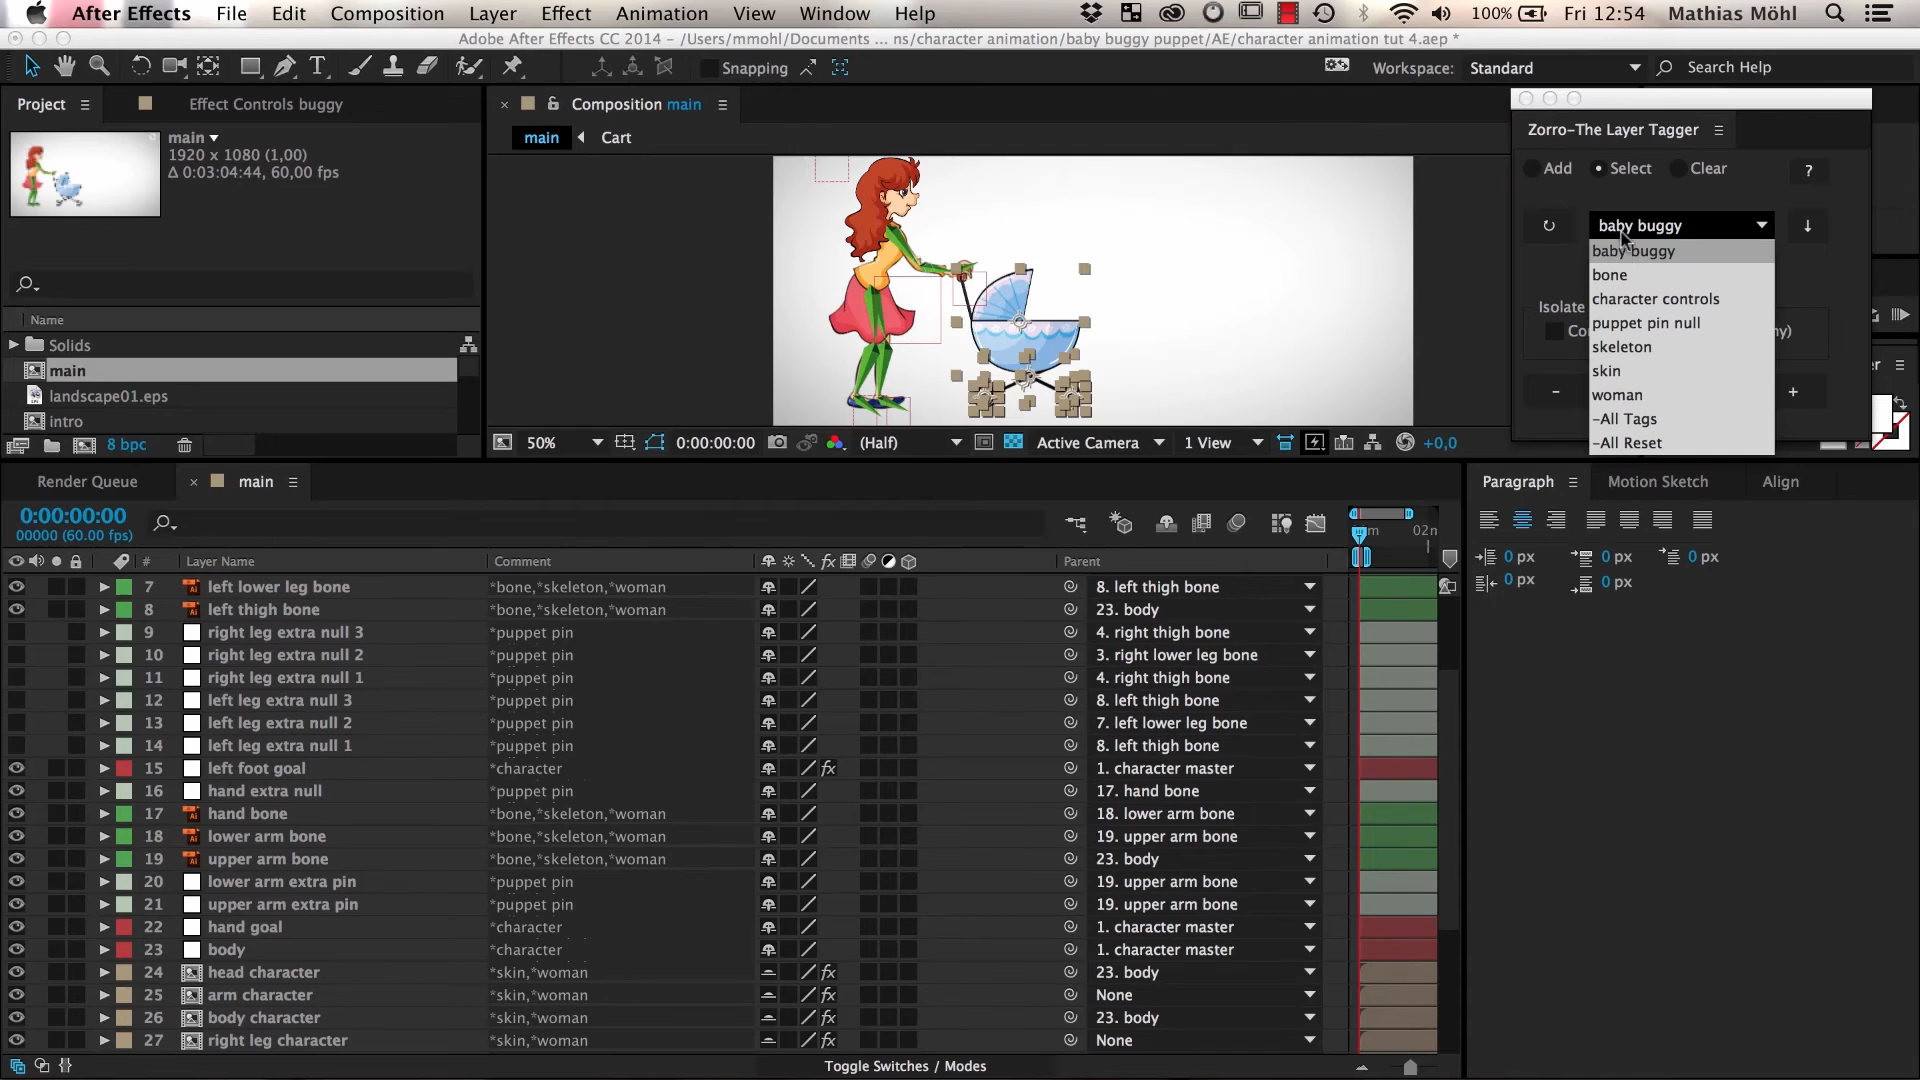 After Effects File Edit Composition Layer Effect Animation View Window Help 100% Fri 12:54 Mathias Möhl
Adobe After Effects CC 2014 - /Users/mmohl/Documents ... ns/character animation/baby buggy puppet/AE/character animation tut 4.aep *
T Snapping Workspace: Standard Search Help
Project Effect Controls buggy
main
1920 x 1080 (1,00)
Δ 0:03:04:44, 60,00 fps
Name
Solids
main
landscape01.eps
intro
8 bpc
× Composition main
main Cart
50% 0:00:00:00 (Half) Active Camera 1 View +0,0
Zorro-The Layer Tagger
Add Select Clear ?
baby buggy
baby buggy
bone
character controls
puppet pin null
skeleton
skin
woman
-All Tags
-All Reset
Isolate
- +
Render Queue × main
0:00:00:00
00000 (60.00 fps)
02m
# Layer Name Comment fx Parent
7 left lower leg bone *bone,*skeleton,*woman 8. left thigh bone
8 left thigh bone *bone,*skeleton,*woman 23. body
9 right leg extra null 3 *puppet pin 4. right thigh bone
10 right leg extra null 2 *puppet pin 3. right lower leg bone
11 right leg extra null 1 *puppet pin 4. right thigh bone
12 left leg extra null 3 *puppet pin 8. left thigh bone
13 left leg extra null 2 *puppet pin 7. left lower leg bone
14 left leg extra null 1 *puppet pin 8. left thigh bone
15 left foot goal *character fx 1. character master
16 hand extra null *puppet pin 17. hand bone
17 hand bone *bone,*skeleton,*woman 18. lower arm bone
18 lower arm bone *bone,*skeleton,*woman 19. upper arm bone
19 upper arm bone *bone,*skeleton,*woman 23. body
20 lower arm extra pin *puppet pin 19. upper arm bone
21 upper arm extra pin *puppet pin 19. upper arm bone
22 hand goal *character 1. character master
23 body *character 1. character master
24 head character *skin,*woman fx 23. body
25 arm character *skin,*woman fx None
26 body character *skin,*woman fx 23. body
27 right leg character *skin,*woman fx None
Toggle Switches / Modes
Paragraph Motion Sketch Align
0 px 0 px 0 px
0 px 0 px